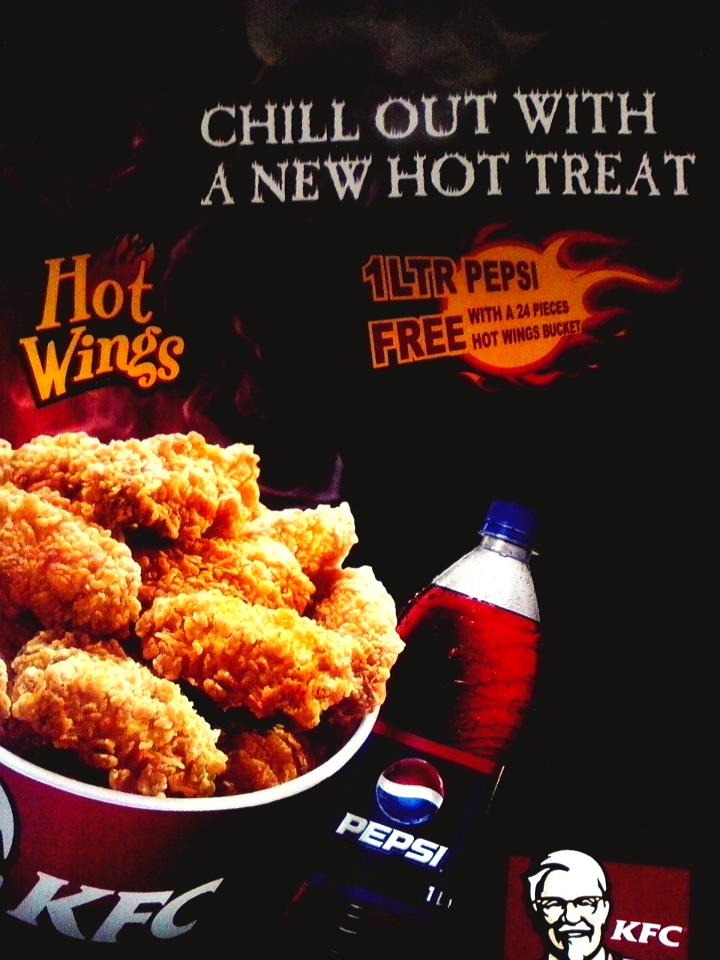 CHILL OUT WITH
A NEW HOT TREAT
Hot
Wings
1LTR PEPSI
FREE WITH A 24 PIECES
HOT WINGS BUCKET
PEPSI
1L
KFC
KFC